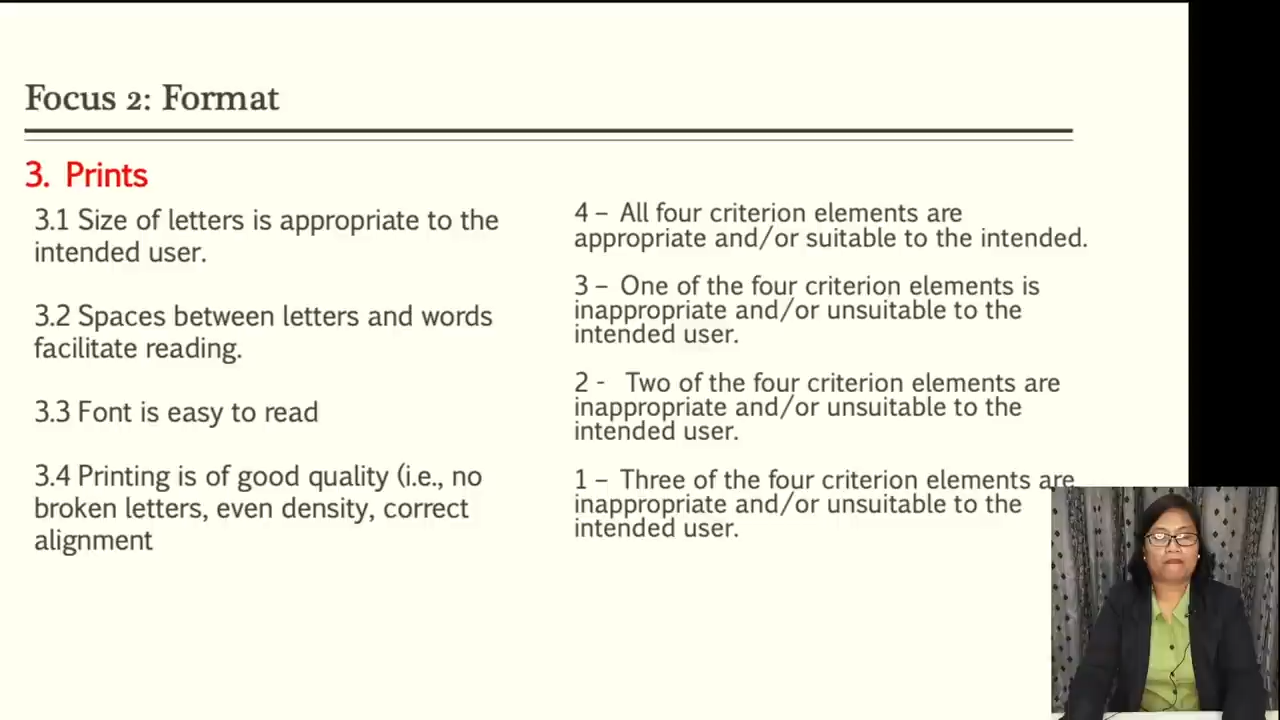 Focus 2: Format
3. Prints
3.1 Size of letters is appropriate to the
intended user.
3.2 Spaces between letters and words
facilitate reading.
3.3 Font is easy to read
3.4 Printing is of good quality (i.e., no
broken letters, even density, correct
alignment
4 – All four criterion elements are
appropriate and/or suitable to the intended.
3 – One of the four criterion elements is
inappropriate and/or unsuitable to the
intended user.
2 - Two of the four criterion elements are
inappropriate and/or unsuitable to the
intended user.
1 – Three of the four criterion elements are
inappropriate and/or unsuitable to the
intended user.